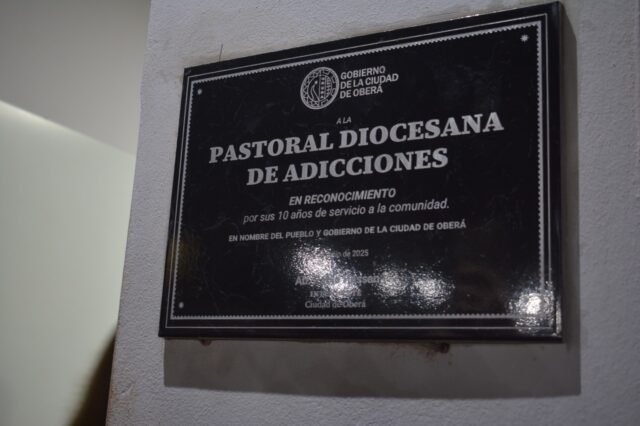 GOBIERNO
DE LA CIUDAD
DE OBERÁ
A LA
PASTORAL DIOCESANA
DE ADICCIONES
EN RECONOCIMIENTO
por sus 10 años de servicio a la comunidad.
EN NOMBRE DEL PUEBLO Y GOBIERNO DE LA CIUDAD DE OBERÁ
2025
Ciudad de Oberá